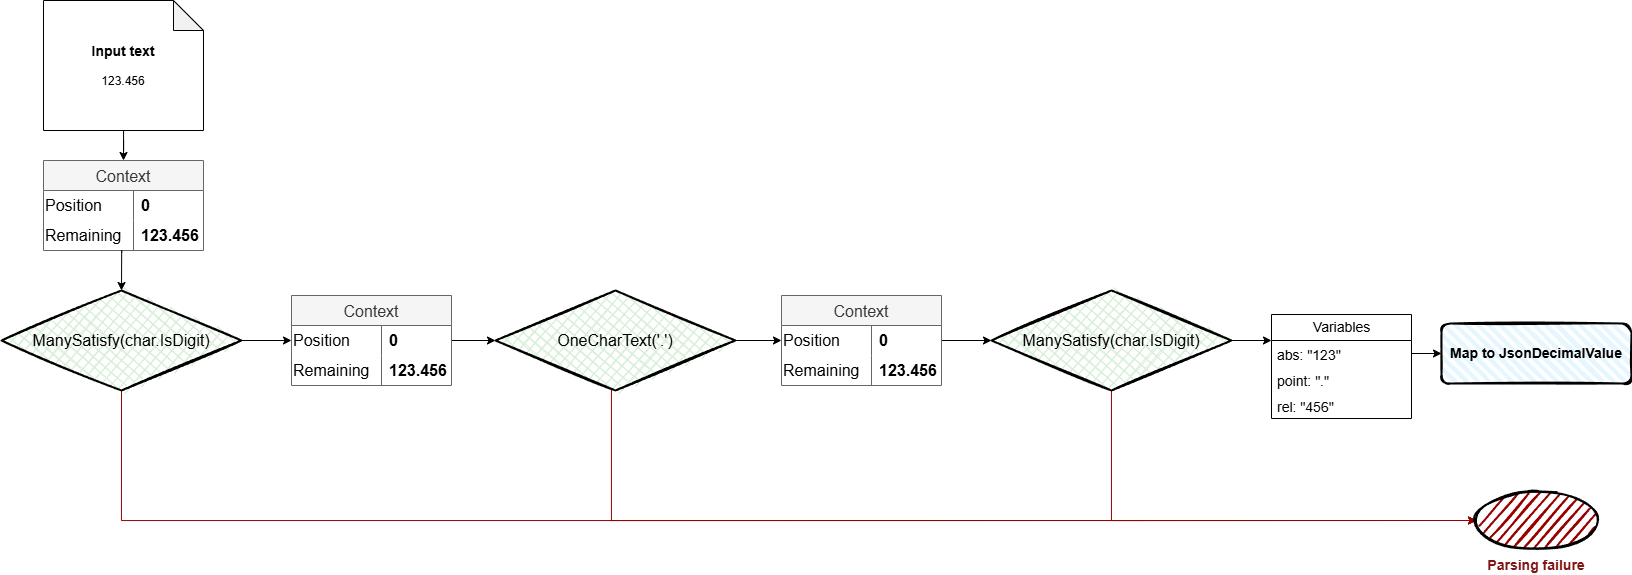 Input text
123.456
Context
Position 0
Remaining 123.456
ManySatisfy(char.IsDigit)
Context
Position 0
Remaining 123.456
OneCharText('.')
Context
Position 0
Remaining 123.456
ManySatisfy(char.IsDigit)
Variables
abs: "123"
point: "."
rel: "456"
Map to JsonDecimalValue
Parsing failure